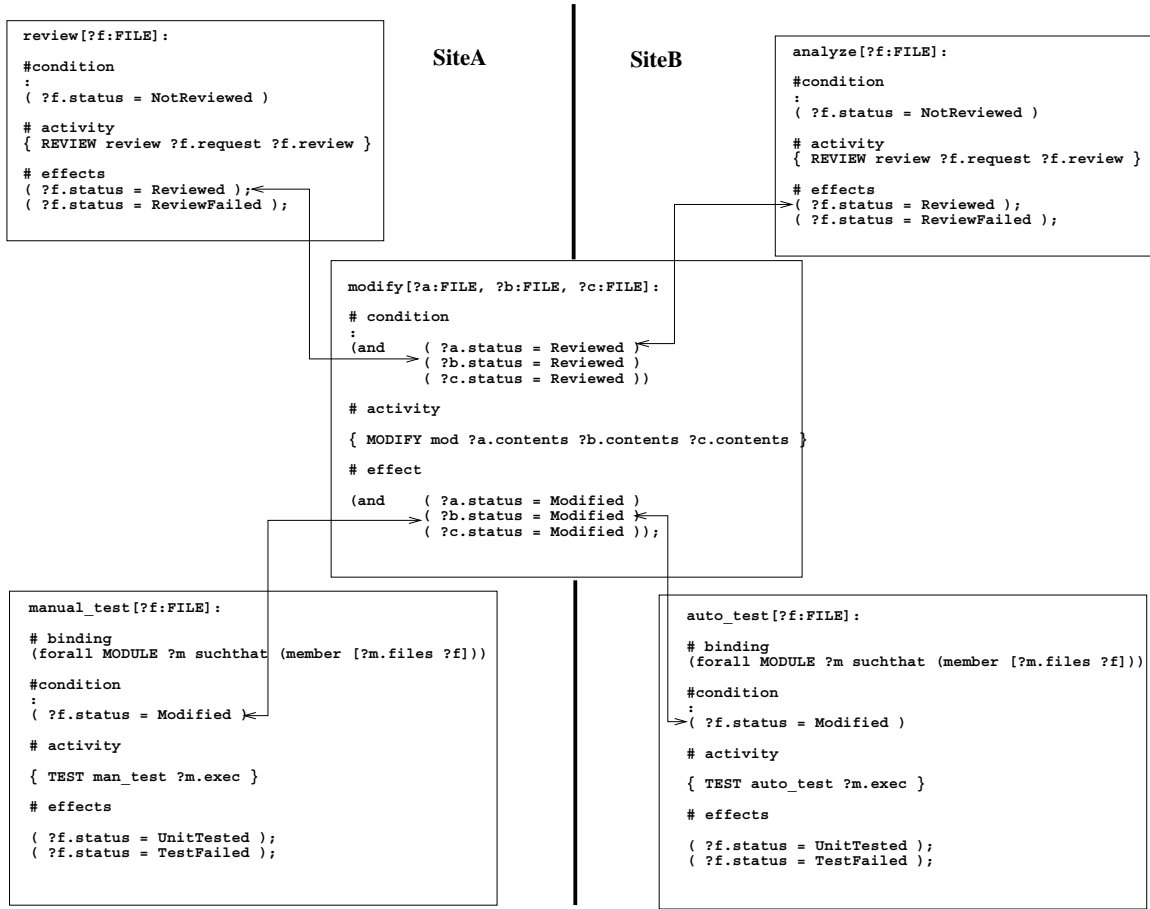 review[?f:FILE]:
#condition
:
( ?f.status = NotReviewed )
# activity
{ REVIEW review ?f.request ?f.review }
# effects
( ?f.status = Reviewed );
( ?f.status = ReviewFailed );
SiteA
SiteB
analyze[?f:FILE]:
#condition
:
( ?f.status = NotReviewed )
# activity
{ REVIEW review ?f.request ?f.review }
# effects
( ?f.status = Reviewed );
( ?f.status = ReviewFailed );
modify[?a:FILE, ?b:FILE, ?c:FILE]:
# condition
:
(and ( ?a.status = Reviewed )
( ?b.status = Reviewed )
( ?c.status = Reviewed ))
# activity
{ MODIFY mod ?a.contents ?b.contents ?c.contents }
# effect
(and ( ?a.status = Modified )
( ?b.status = Modified )
( ?c.status = Modified ));
manual_test[?f:FILE]:
# binding
(forall MODULE ?m suchthat (member [?m.files ?f]))
#condition
:
( ?f.status = Modified )
# activity
{ TEST man_test ?m.exec }
# effects
( ?f.status = UnitTested );
( ?f.status = TestFailed );
auto_test[?f:FILE]:
# binding
(forall MODULE ?m suchthat (member [?m.files ?f]))
#condition
:
( ?f.status = Modified )
# activity
{ TEST auto_test ?m.exec }
# effects
( ?f.status = UnitTested );
( ?f.status = TestFailed );